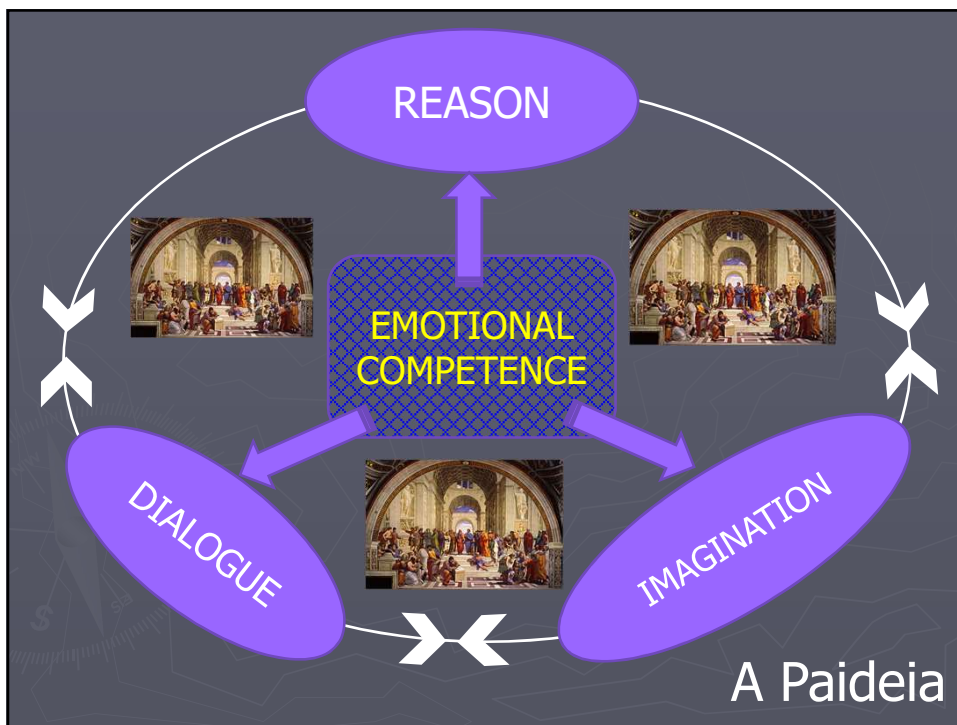 REASON
EMOTIONAL
COMPETENCE
DIALOGUE
IMAGINATION
A Paideia